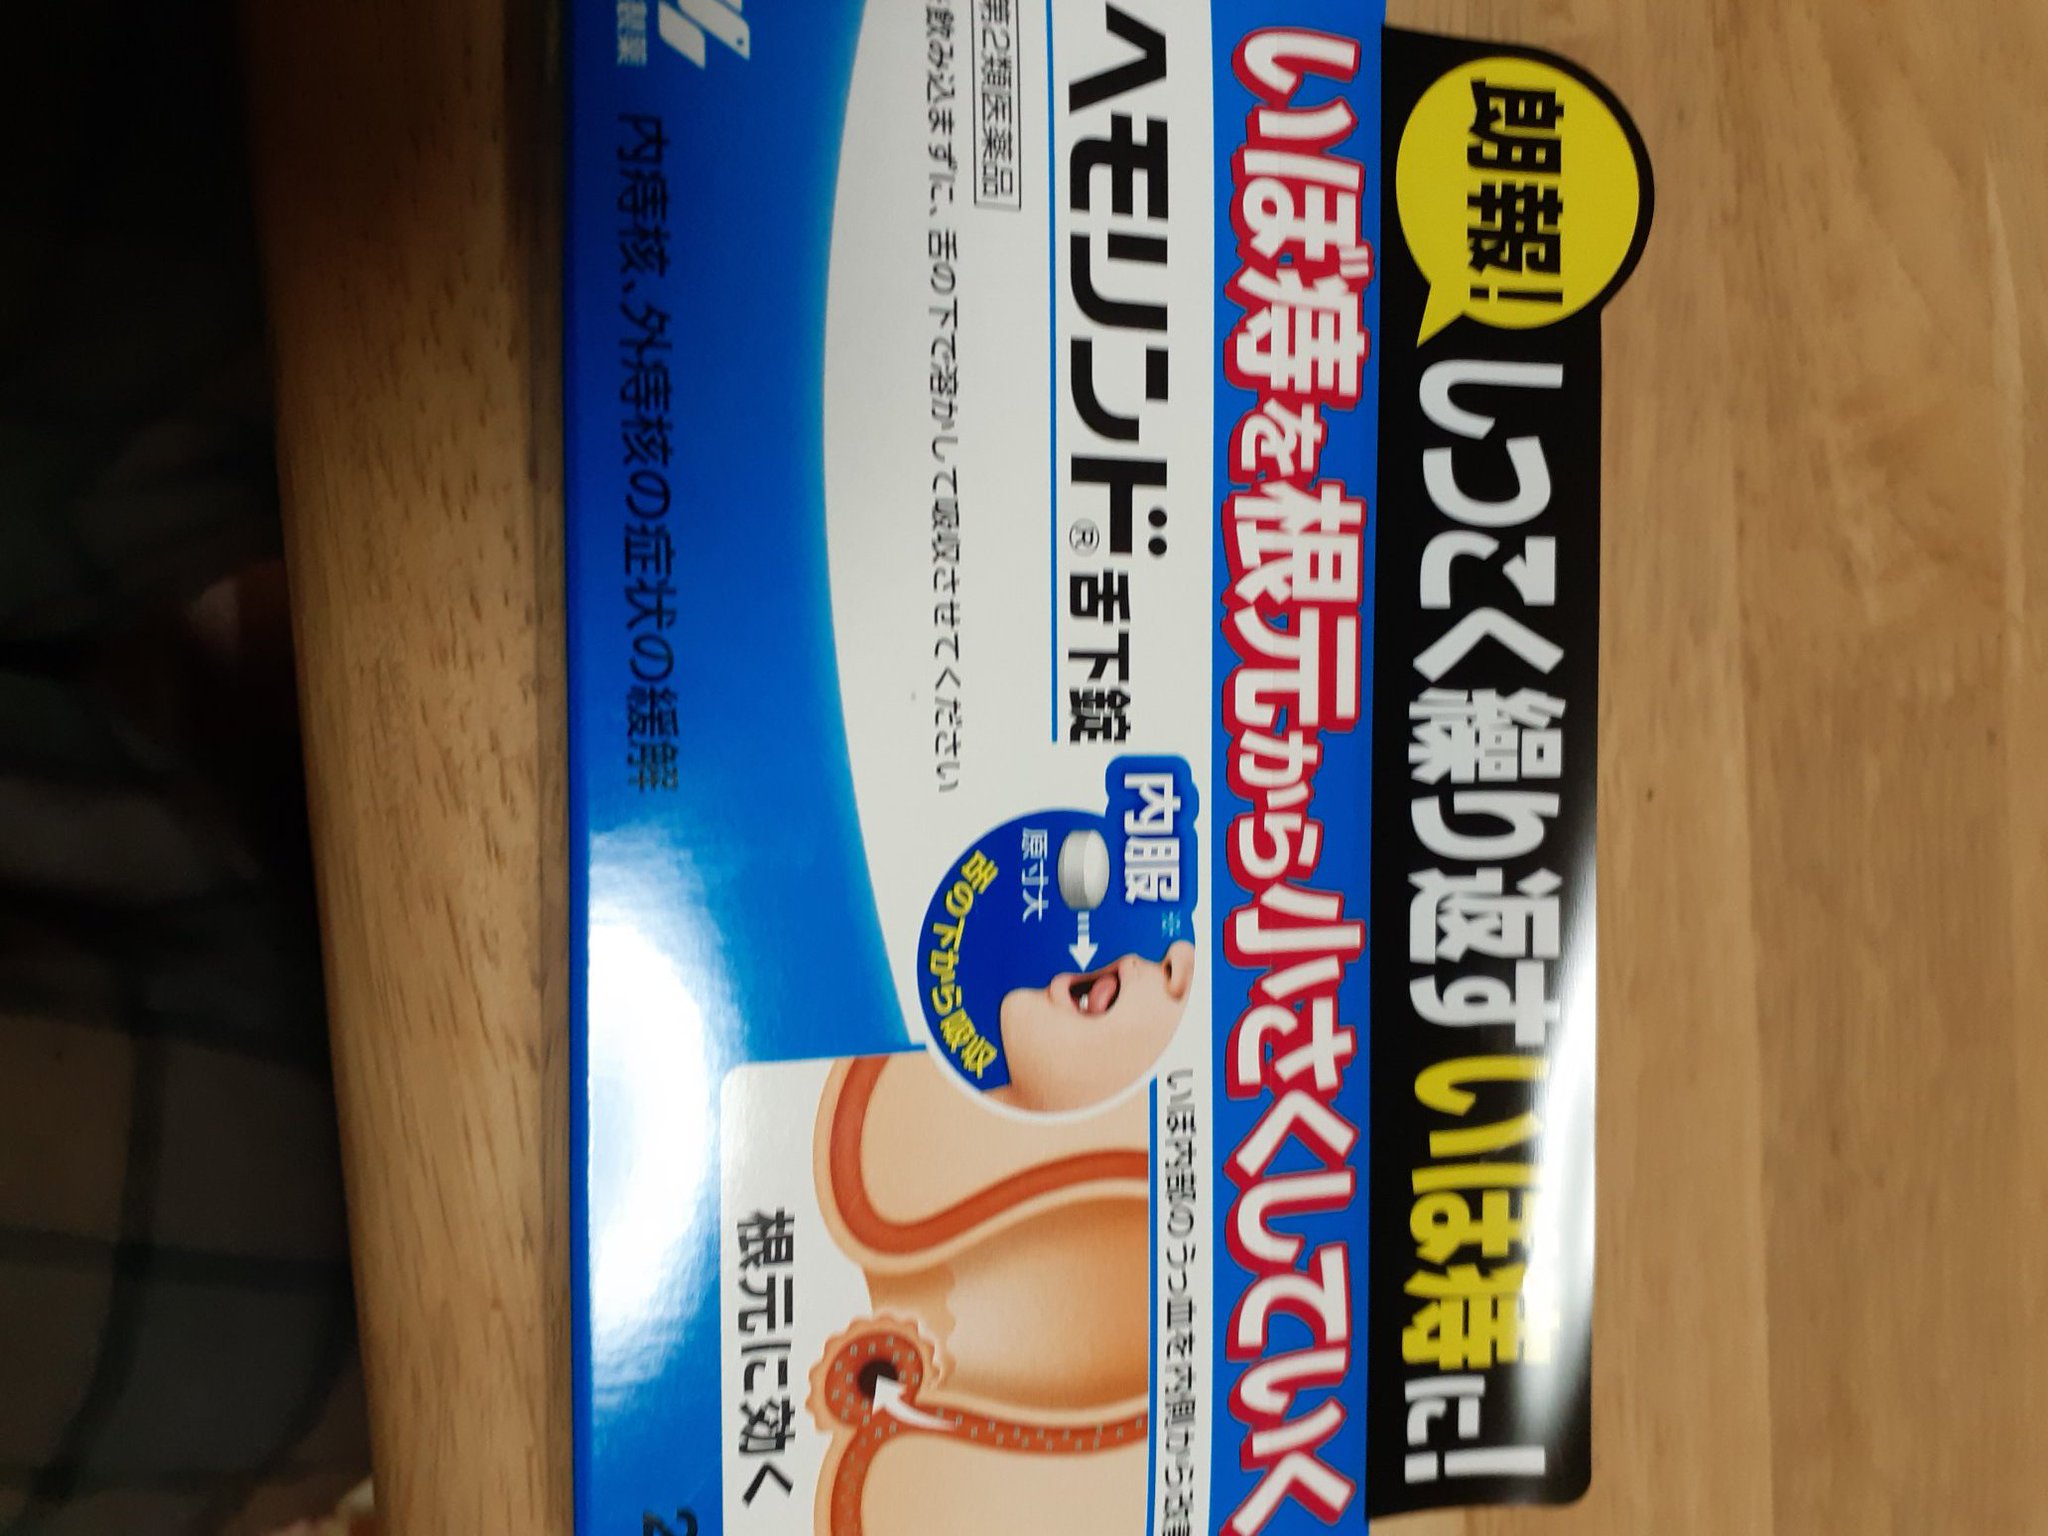 朗報!
しつこく繰り返すいぼ痔に!
いぼ痔を根元から小さくしていく
ヘモリンド®舌下錠
第2類医薬品
飲み込まずに、舌の下で溶かして吸収させてください
内服※
原寸大
舌の下から吸収
いぼ内部のうっ血を内側から改善
根元に効く
内痔核、外痔核の症状の緩解
製薬
2